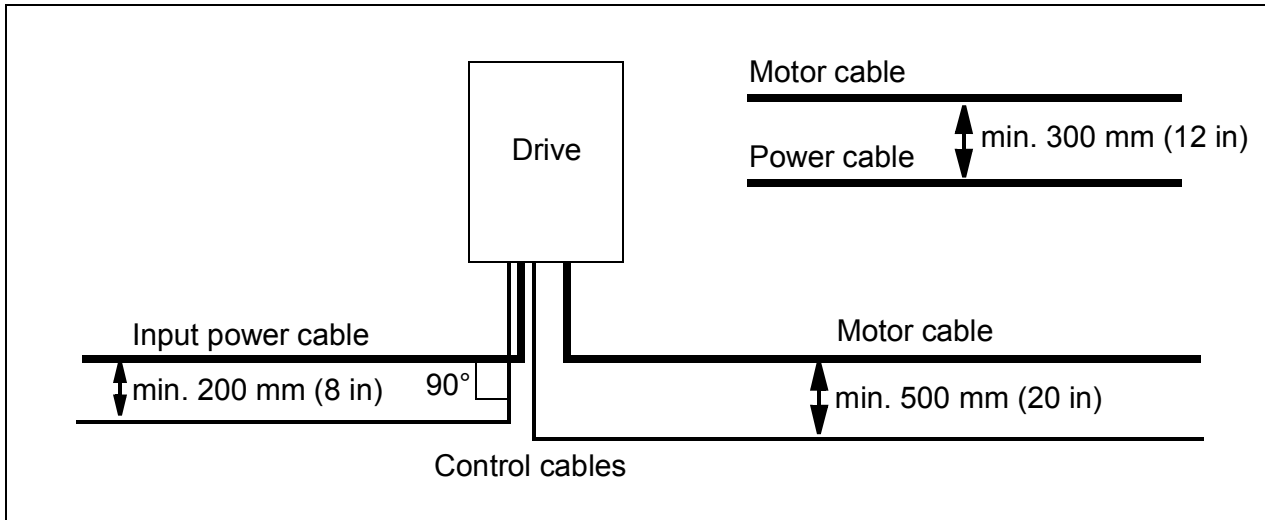 Motor cable
Drive
min. 300 mm (12 in)
Power cable
Input power cable
Motor cable
min. 200 mm (8 in)
90°
min. 500 mm (20 in)
Control cables